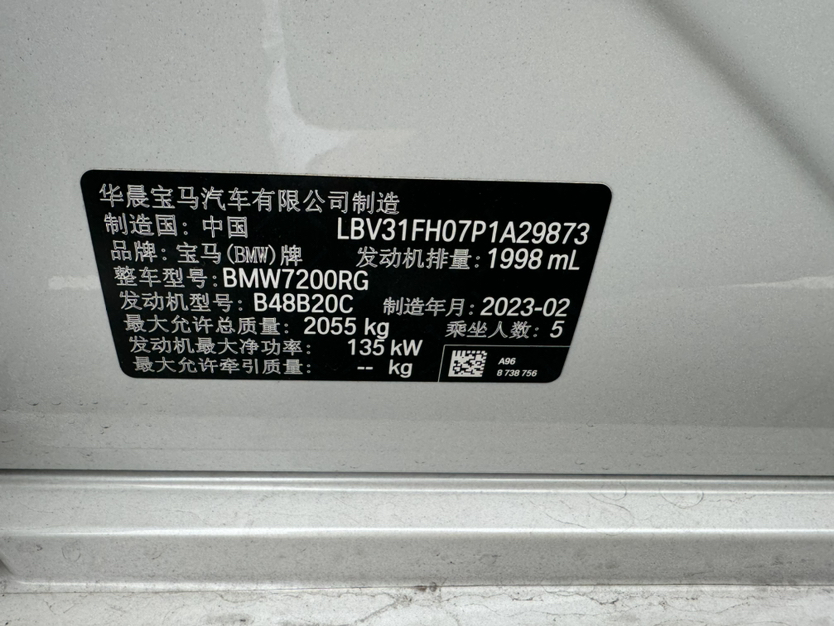 华晨宝马汽车有限公司制造
制造国: 中国 LBV31FH07P1A29873
品牌: 宝马(BMW)牌 发动机排量: 1998 mL
整车型号: BMW7200RG
发动机型号: B48B20C 制造年月: 2023-02
最大允许总质量: 2055 kg 乘坐人数: 5
发动机最大净功率: 135 kW
最大允许牵引质量: -- kg
A96
8 738 756